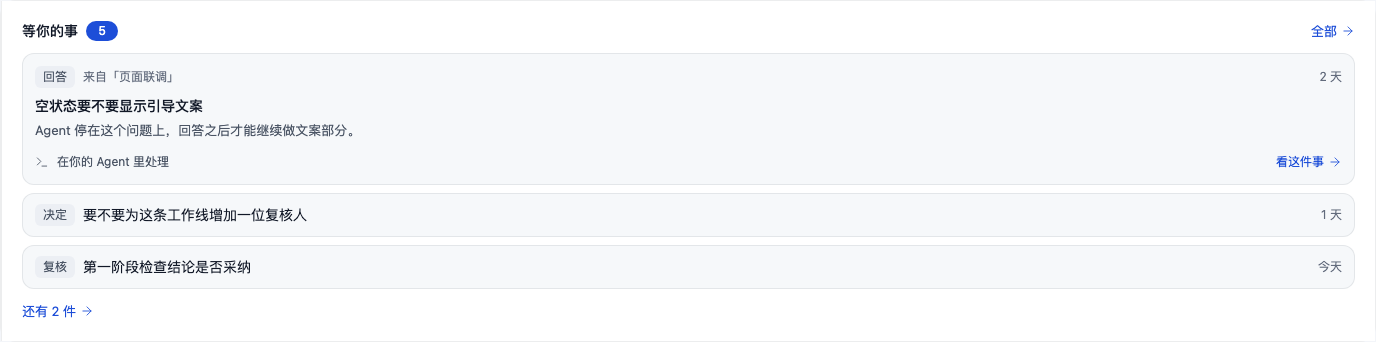 等你的事 5 全部 →
回答 来自「页面联调」 2 天
空状态要不要显示引导文案
Agent 停在这个问题上，回答之后才能继续做文案部分。
>_ 在你的 Agent 里处理 看这件事 →
决定 要不要为这条工作线增加一位复核人 1 天
复核 第一阶段检查结论是否采纳 今天
还有 2 件 →